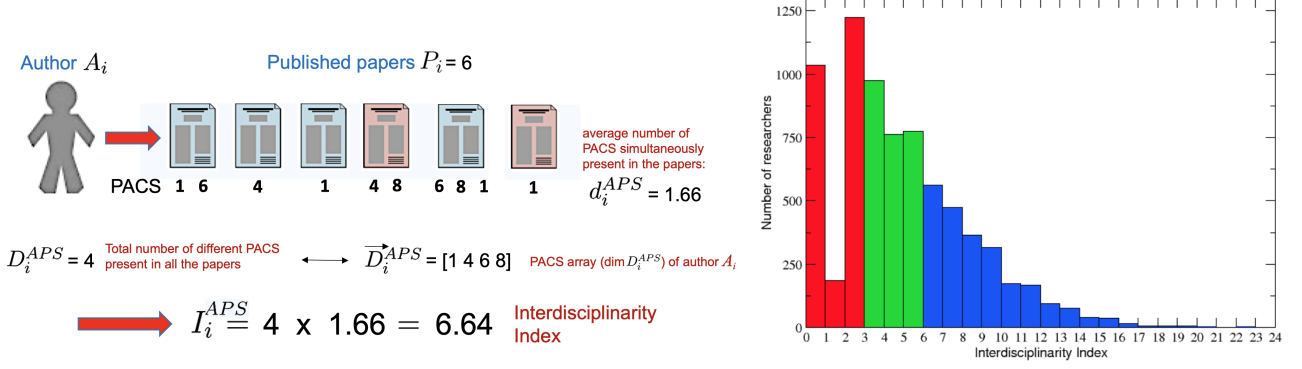 Author A_i
Published papers P_i = 6
PACS 1 6 4 1 4 8 6 8 1 1
average number of
PACS simultaneously
present in the papers:
d_i^{APS} = 1.66
D_i^{APS} = 4
Total number of different PACS
present in all the papers
\overrightarrow{D}_i^{APS} = [1 4 6 8]
PACS array (dim D_i^{APS}) of author A_i
I_i^{APS} = 4 x 1.66 = 6.64
Interdisciplinarity
Index
Number of researchers
1250
1000
750
500
250
0
0 1 2 3 4 5 6 7 8 9 10 11 12 13 14 15 16 17 18 19 20 21 22 23 24
Interdisciplinarity Index